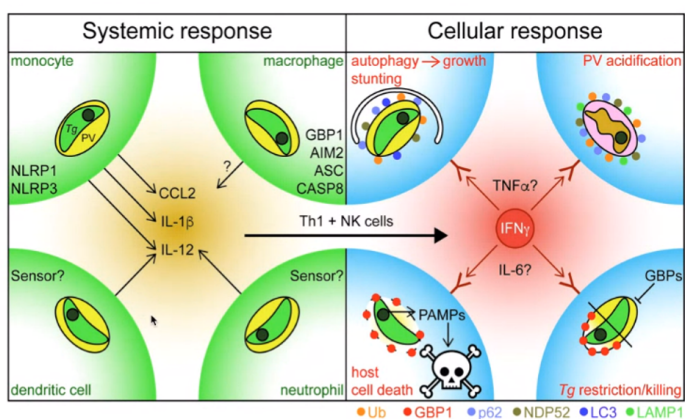 Systemic response
Cellular response
monocyte
macrophage
Tg
PV
NLRP1
NLRP3
GBP1
AIM2
ASC
CASP8
?
CCL2
IL-1β
IL-12
Sensor?
Sensor?
dendritic cell
neutrophil
Th1 + NK cells
autophagy → growth
stunting
PV acidification
TNFα?
IFNγ
IL-6?
PAMPs
host
cell death
GBPs
Tg restriction/killing
Ub GBP1 p62 NDP52 LC3 LAMP1